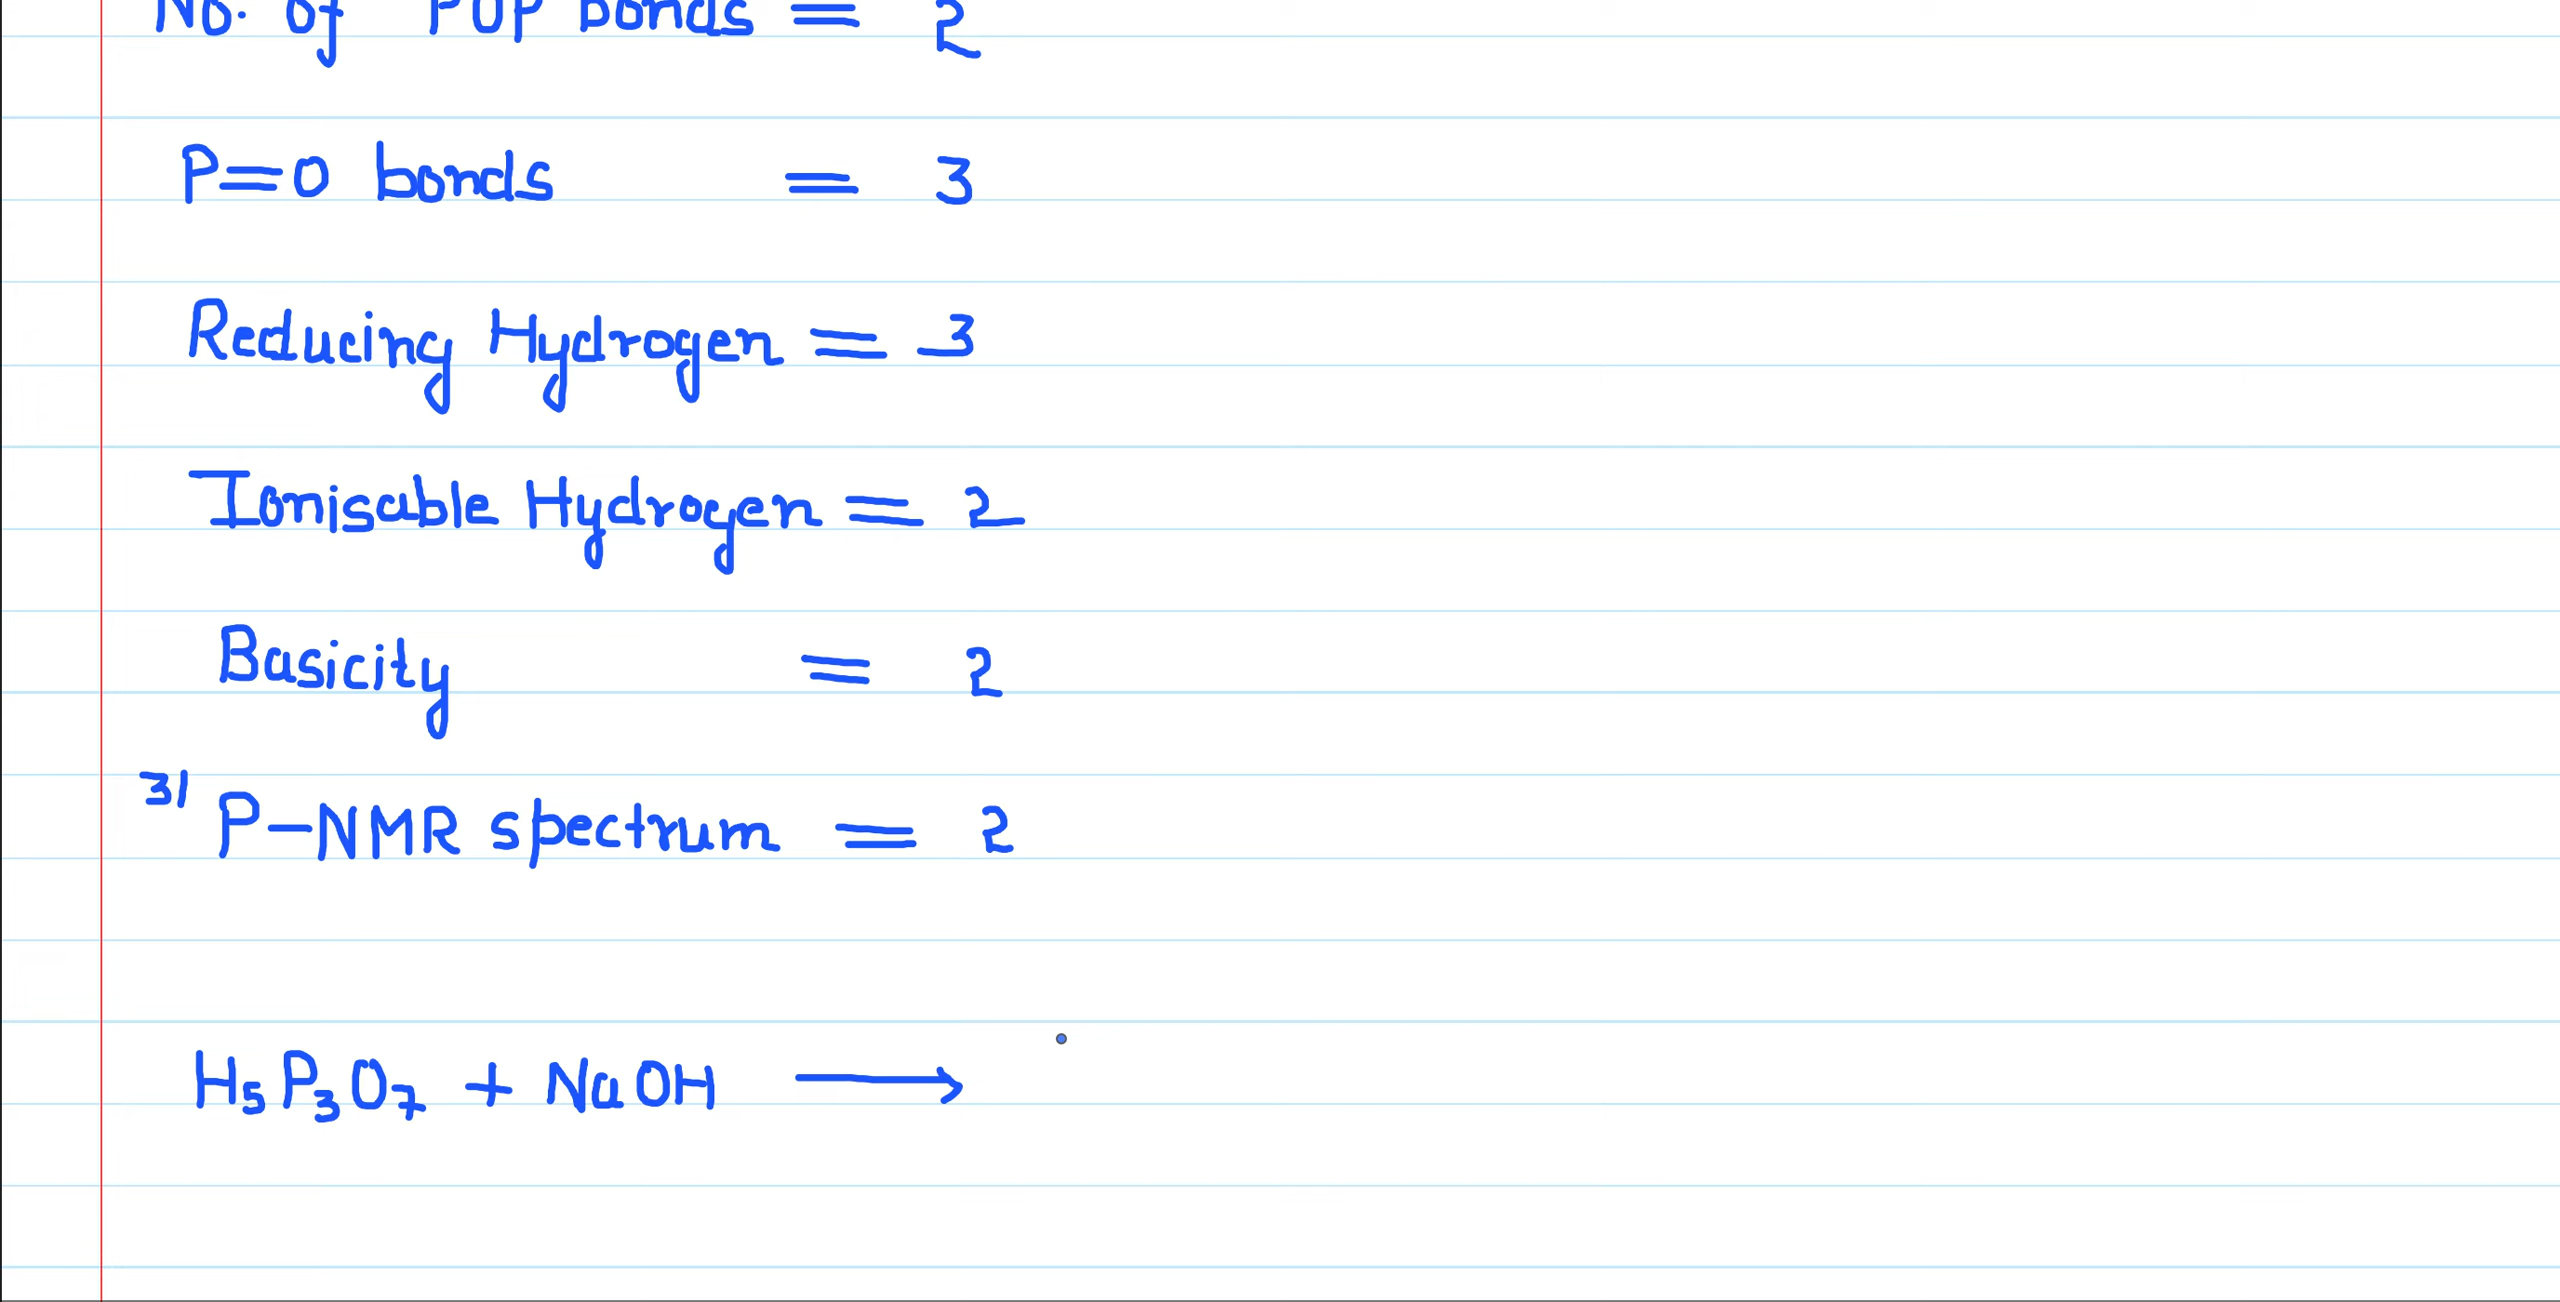 No. of POP bonds = 2
P=O bonds = 3
Reducing Hydrogen = 3
Ionisable Hydrogen = 2
Basicity = 2
³¹P-NMR spectrum = 2
H₅P₃O₇ + NaOH ⟶